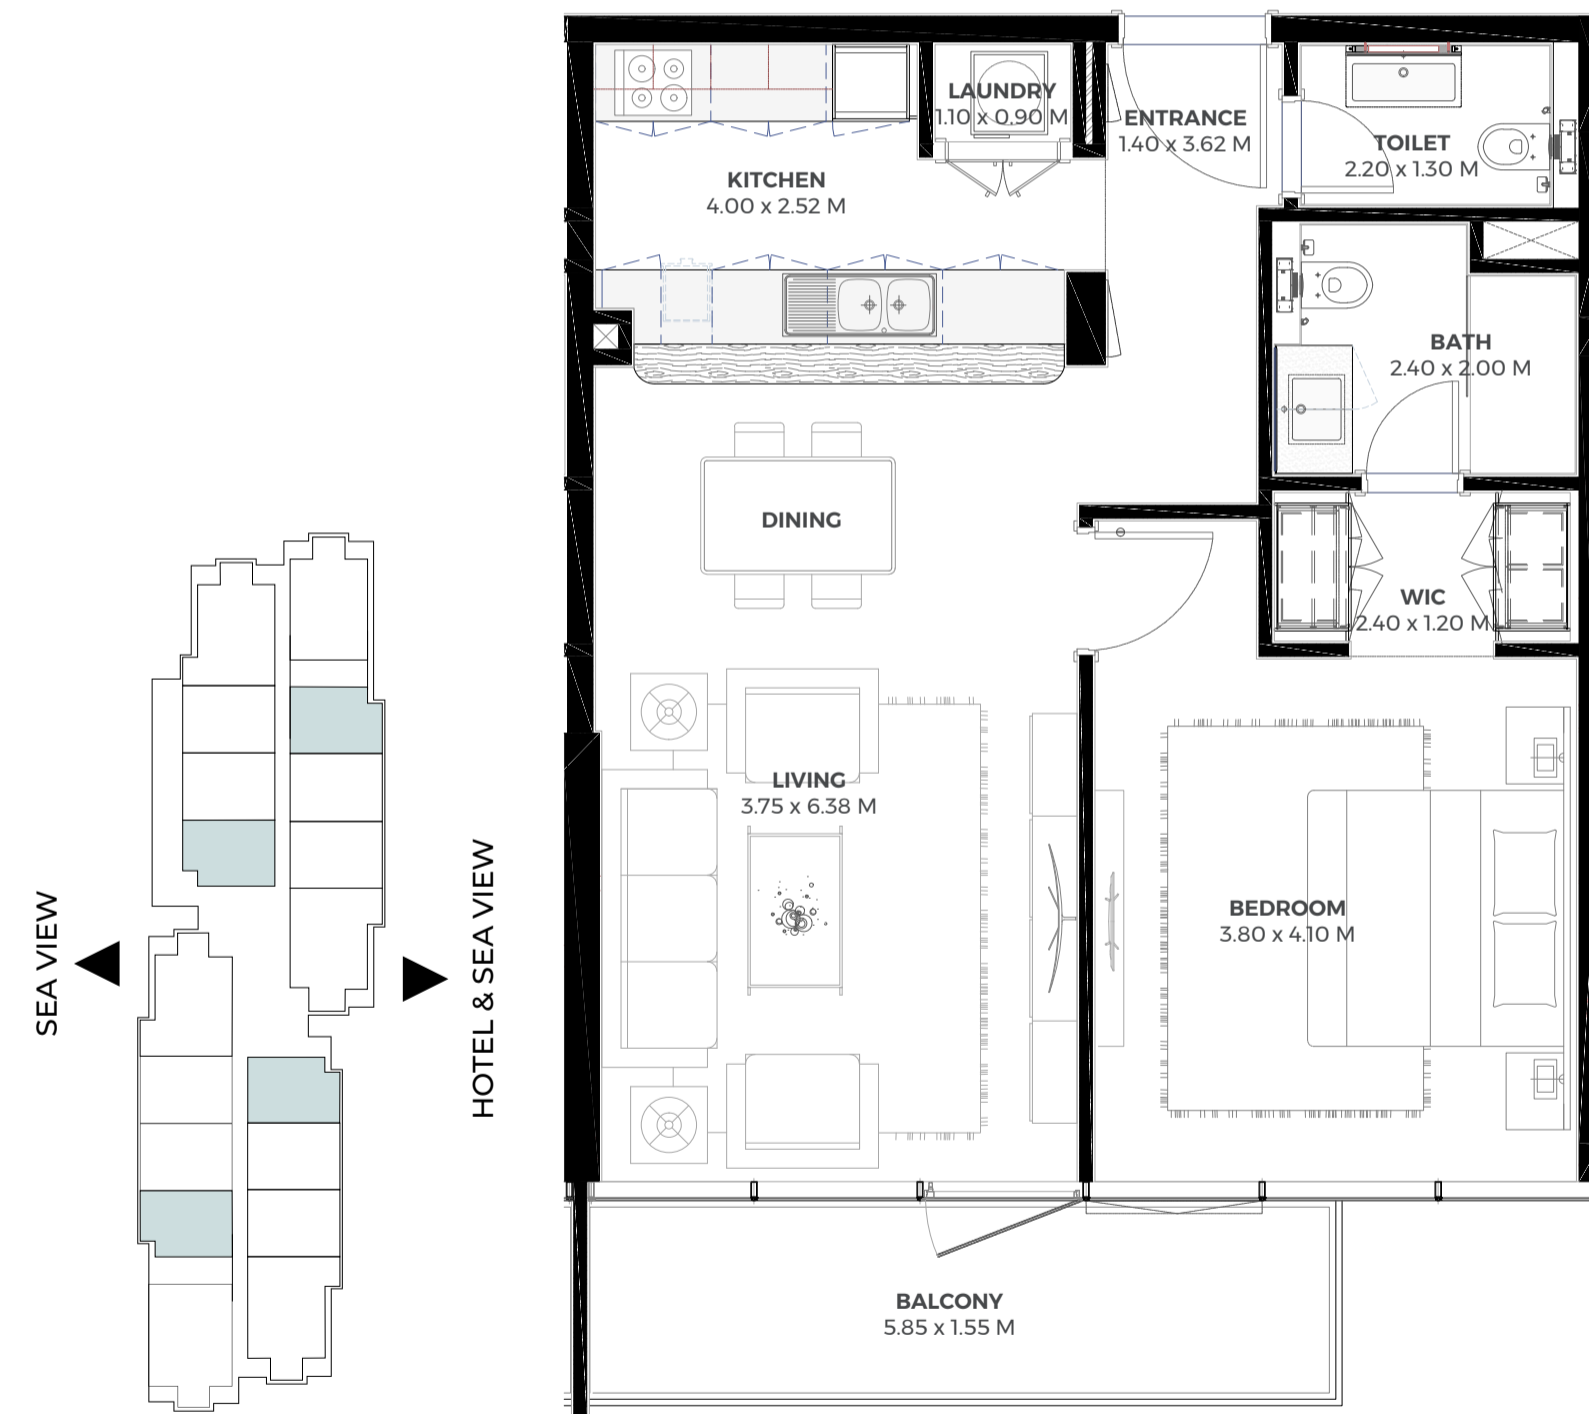 LAUNDRY
1.10 x 0.90 M
ENTRANCE
1.40 x 3.62 M
TOILET
2.20 x 1.30 M
KITCHEN
4.00 x 2.52 M
BATH
2.40 x 2.00 M
DINING
WIC
2.40 x 1.20 M
LIVING
3.75 x 6.38 M
BEDROOM
3.80 x 4.10 M
BALCONY
5.85 x 1.55 M
SEA VIEW
HOTEL & SEA VIEW